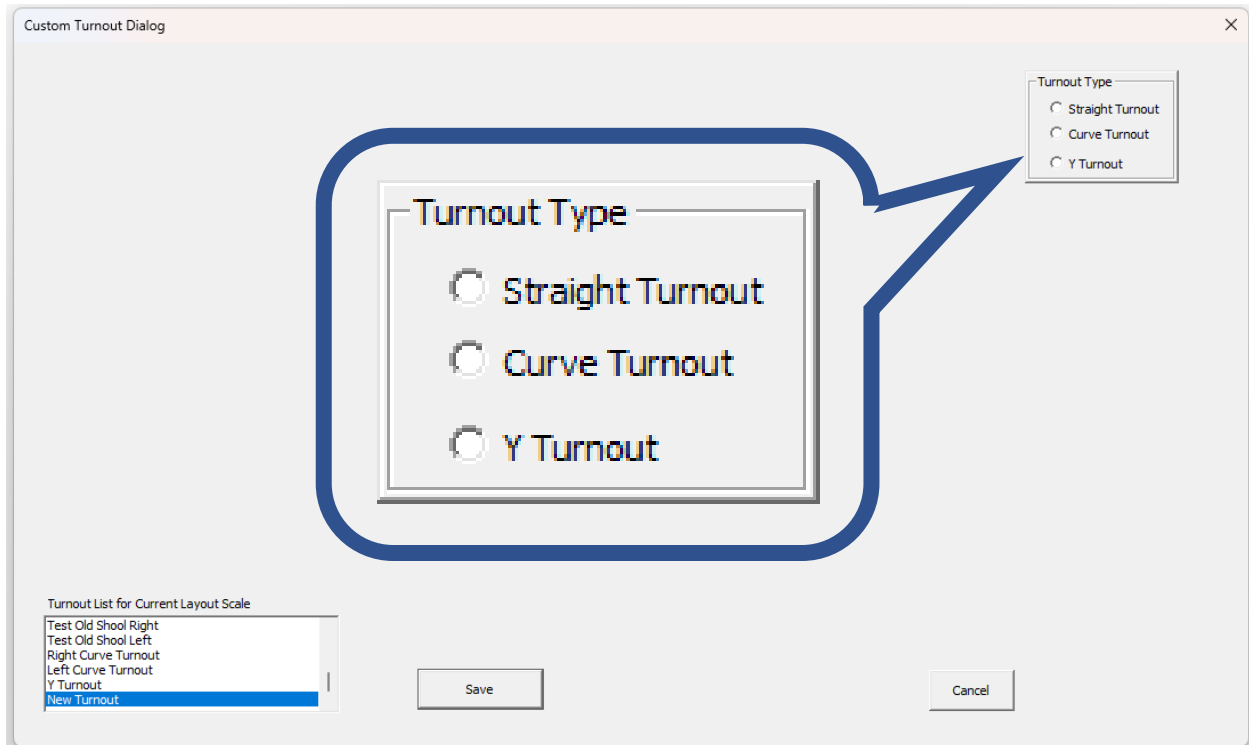 Custom Turnout Dialog
Turnout Type
Straight Turnout
Curve Turnout
Y Turnout
Turnout Type
Straight Turnout
Curve Turnout
Y Turnout
Turnout List for Current Layout Scale
Test Old Shool Right
Test Old Shool Left
Right Curve Turnout
Left Curve Turnout
Y Turnout
New Turnout
Save
Cancel